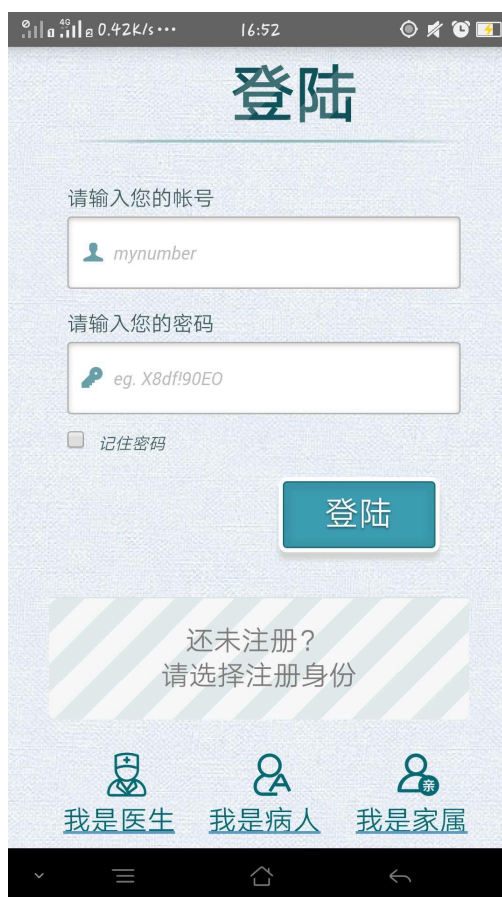 4G 0.42K/s··· 16:52
登陆
请输入您的帐号
mynumber
请输入您的密码
eg. X8df!90EO
记住密码
登陆
还未注册？
请选择注册身份
亲
我是医生 我是病人 我是家属